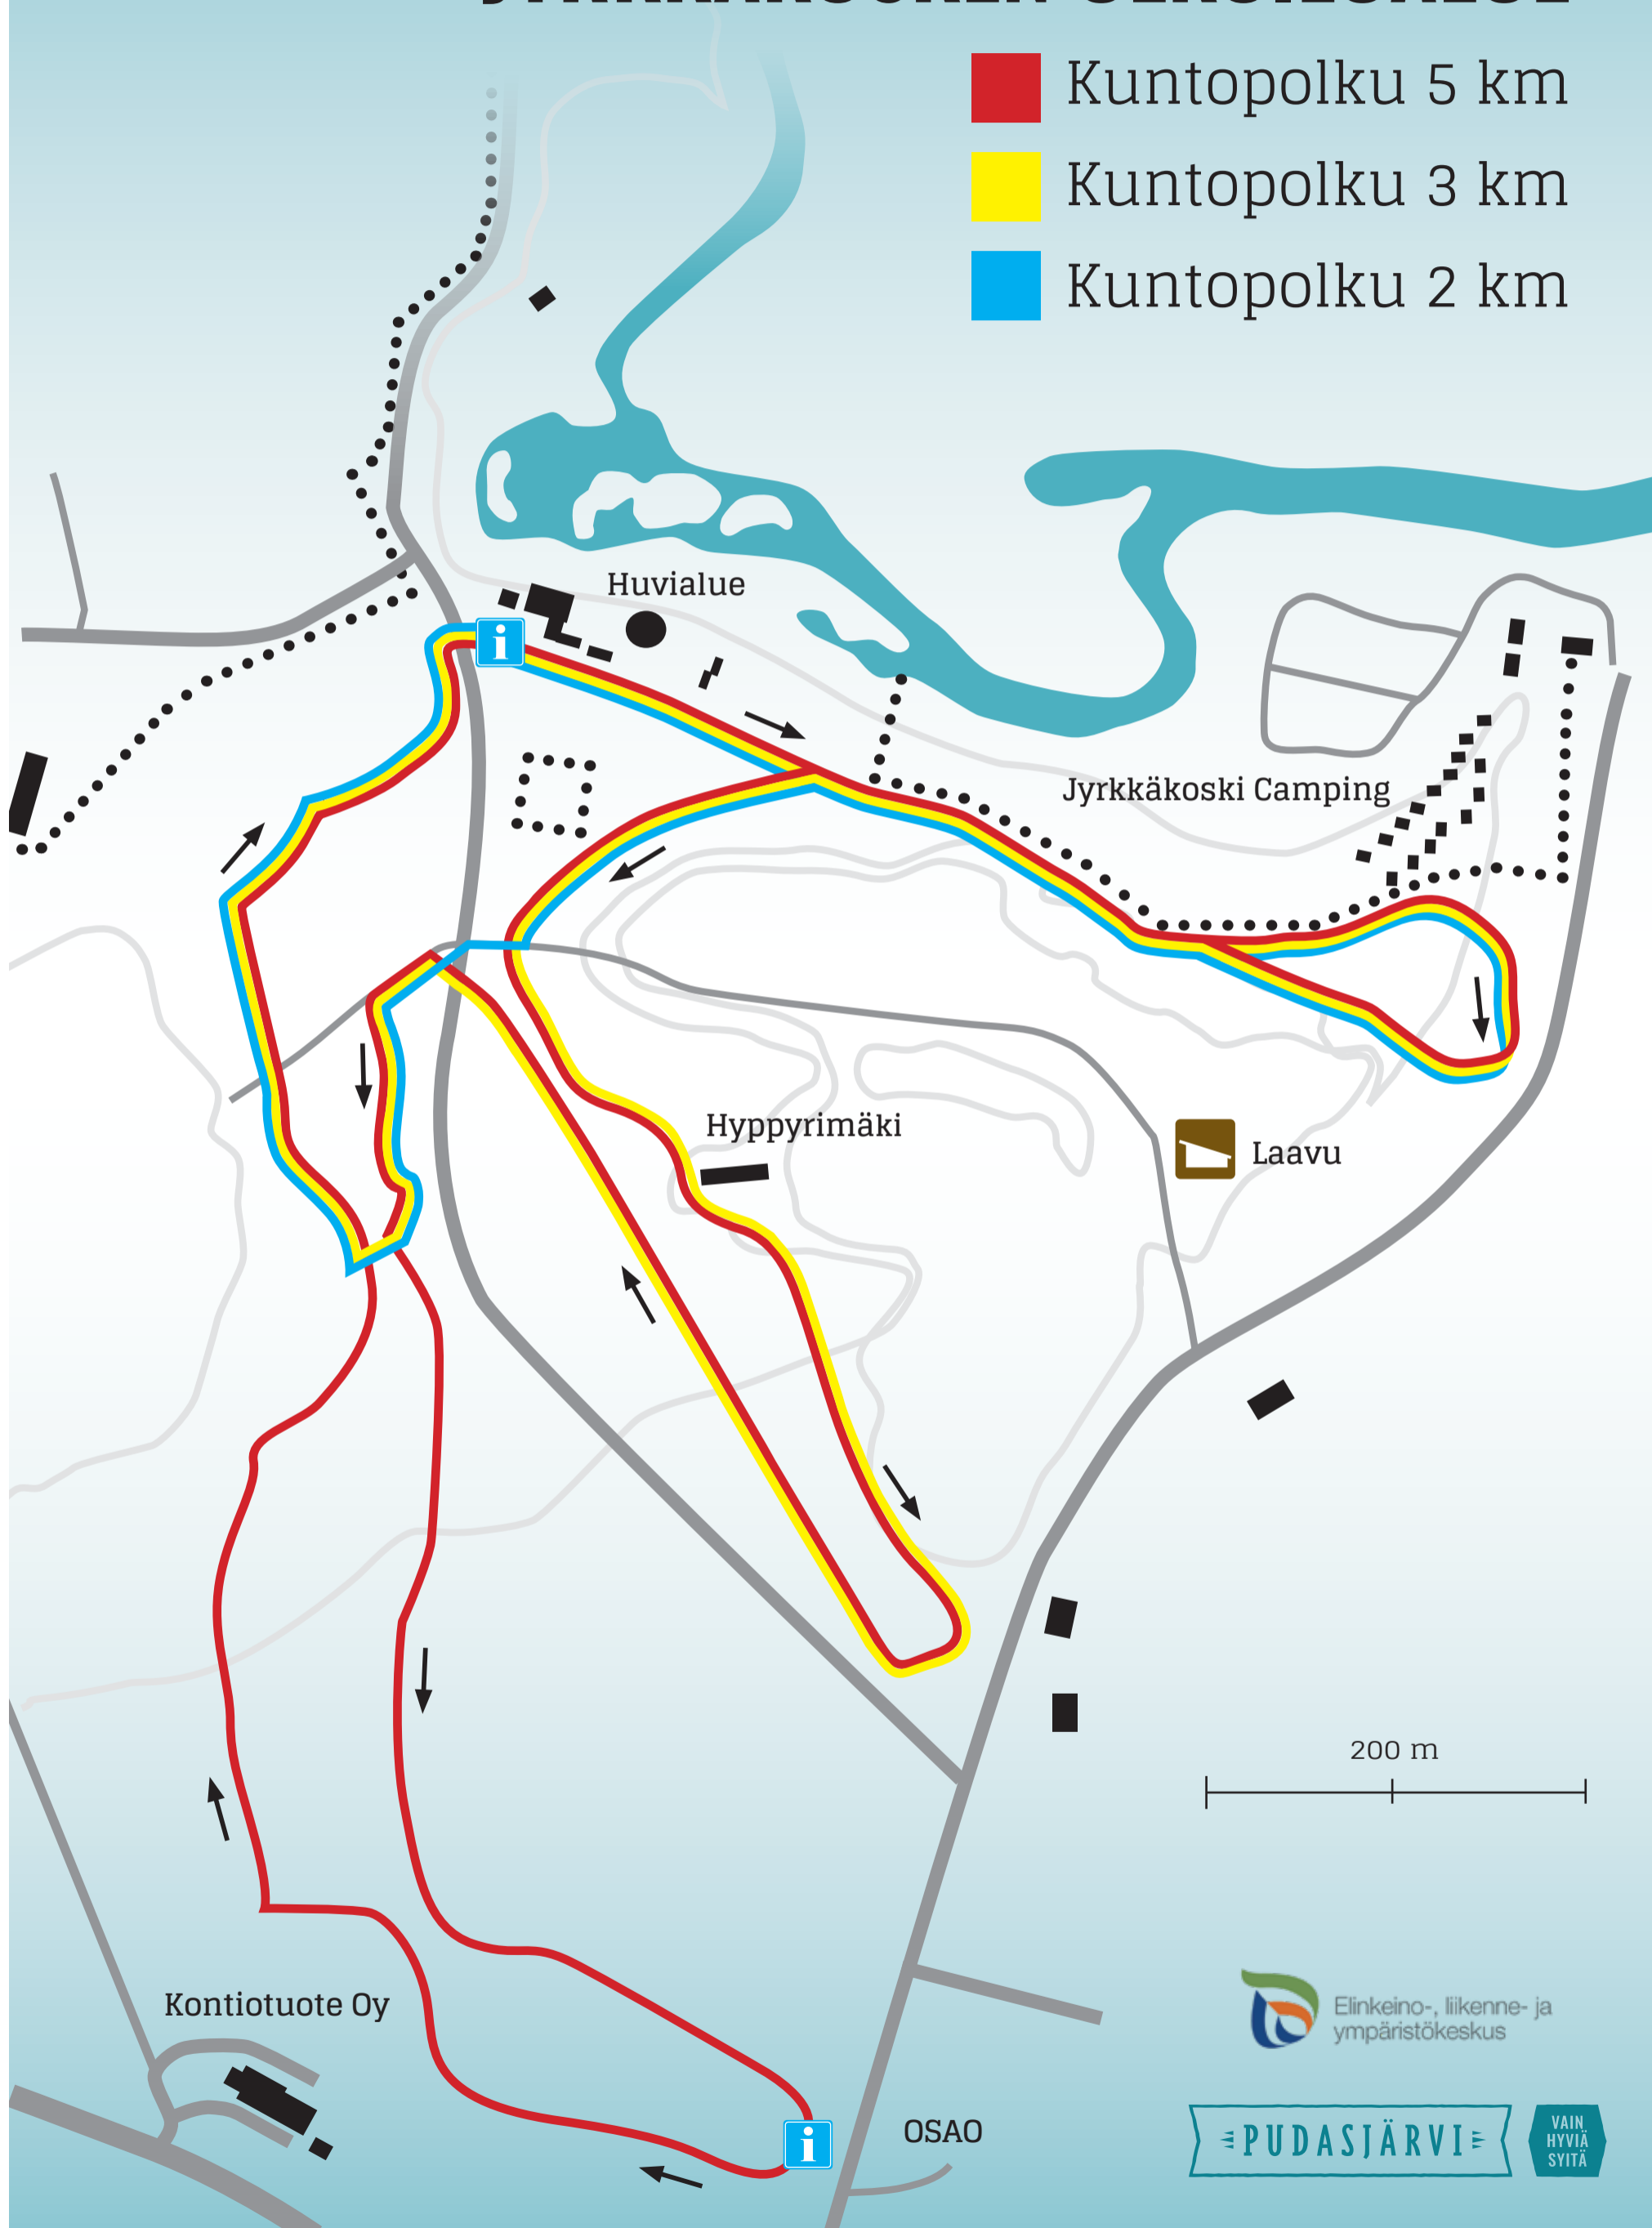 Kuntopolku 5 km
Kuntopolku 3 km
Kuntopolku 2 km
Huvialue
i
Jyrkkäkoski Camping
Hyppyrimäki
Laavu
200 m
Kontiotuote Oy
Elinkeino-, liikenne- ja
ympäristökeskus
OSAO
i
PUDASJÄRVI
VAIN
HYVIÄ
SYITÄ